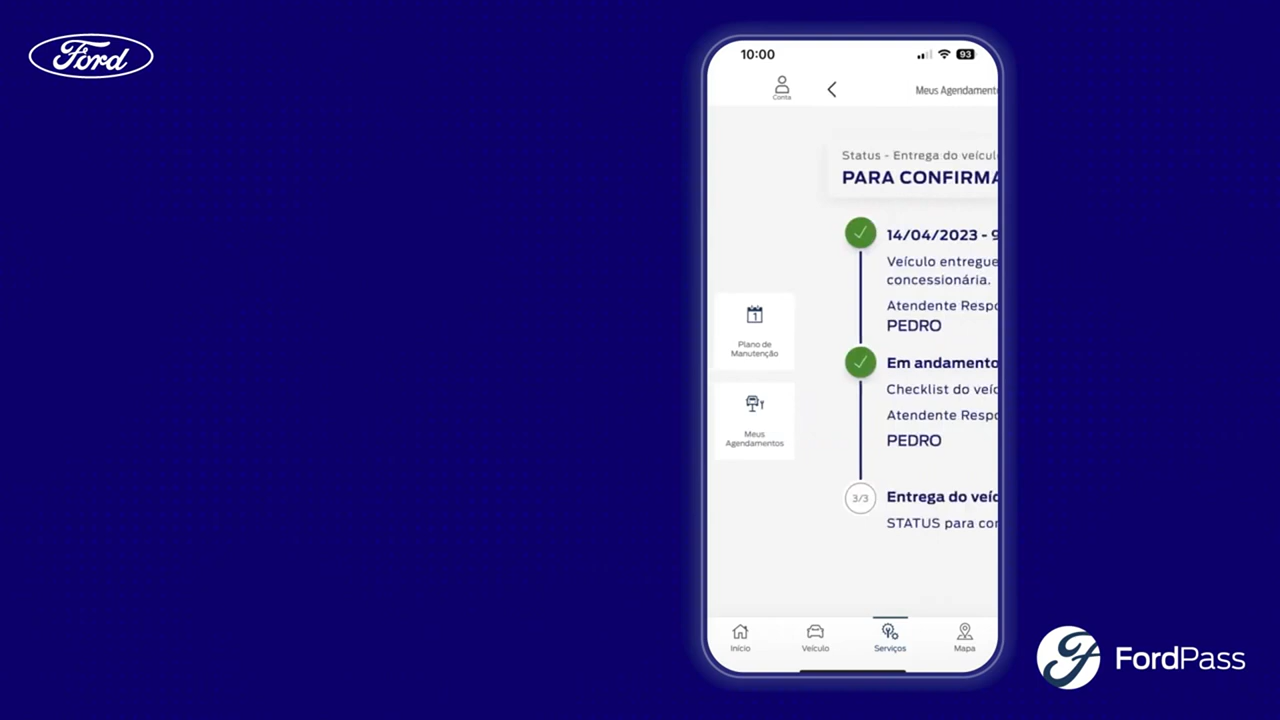 Ford
10:00
93
Conta
Meus Agendament
Status - Entrega do veícul
PARA CONFIRMA
14/04/2023 - 9
Veículo entregue
concessionária.
Atendente Respo
PEDRO
Em andamento
Checklist do veíc
Atendente Respo
PEDRO
3/3
Entrega do veíc
STATUS para con
1
Plano de
Manutenção
Meus
Agendamentos
Início
Veículo
Serviços
Mapa
FordPass